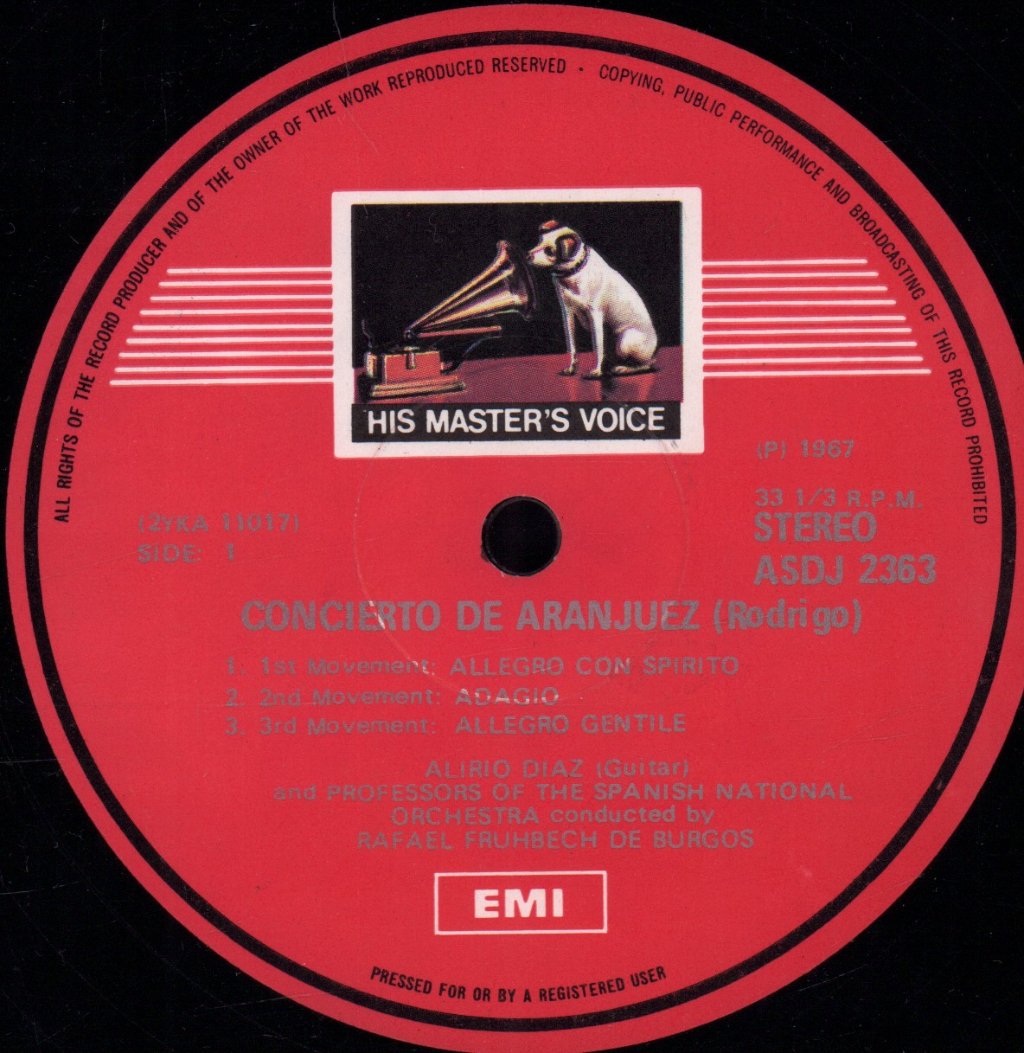 ALL RIGHTS OF THE RECORD PRODUCER AND OF THE OWNER OF THE WORK REPRODUCED RESERVED · COPYING, PUBLIC PERFORMANCE AND BROADCASTING OF THIS RECORD PROHIBITED
HIS MASTER'S VOICE
(P) 1967
33 1/3 R.P.M.
(2YKA 11017)
STEREO
SIDE: 1
ASDJ 2363
CONCIERTO DE ARANJUEZ (Rodrigo)
1. 1st Movement: ALLEGRO CON SPIRITO
2. 2nd Movement: ADAGIO
3. 3rd Movement: ALLEGRO GENTILE
ALIRIO DIAZ (Guitar)
and PROFESSORS OF THE SPANISH NATIONAL
ORCHESTRA conducted by
RAFAEL FRUHBECH DE BURGOS
EMI
PRESSED FOR OR BY A REGISTERED USER